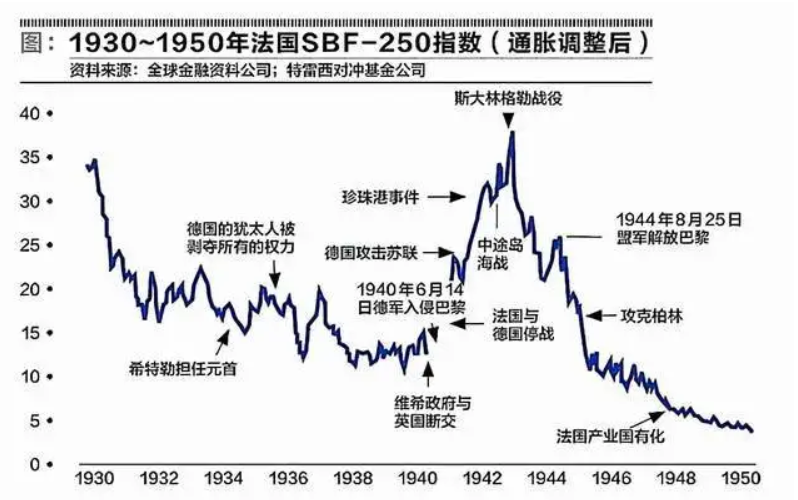 图：1930~1950年法国SBF-250指数（通胀调整后）
资料来源：全球金融资料公司；特雷西对冲基金公司
斯大林格勒战役
40
35
珍珠港事件
30
德国的犹太人被
剥夺所有的权力
1944年8月25日
盟军解放巴黎
25
德国攻击苏联
中途岛
海战
20
1940年6月14
日德军入侵巴黎
法国与
德国停战
攻克柏林
15
希特勒担任元首
10
维希政府与
英国断交
5
法国产业国有化
0
1930 1932 1934 1936 1938 1940 1942 1944 1946 1948 1950